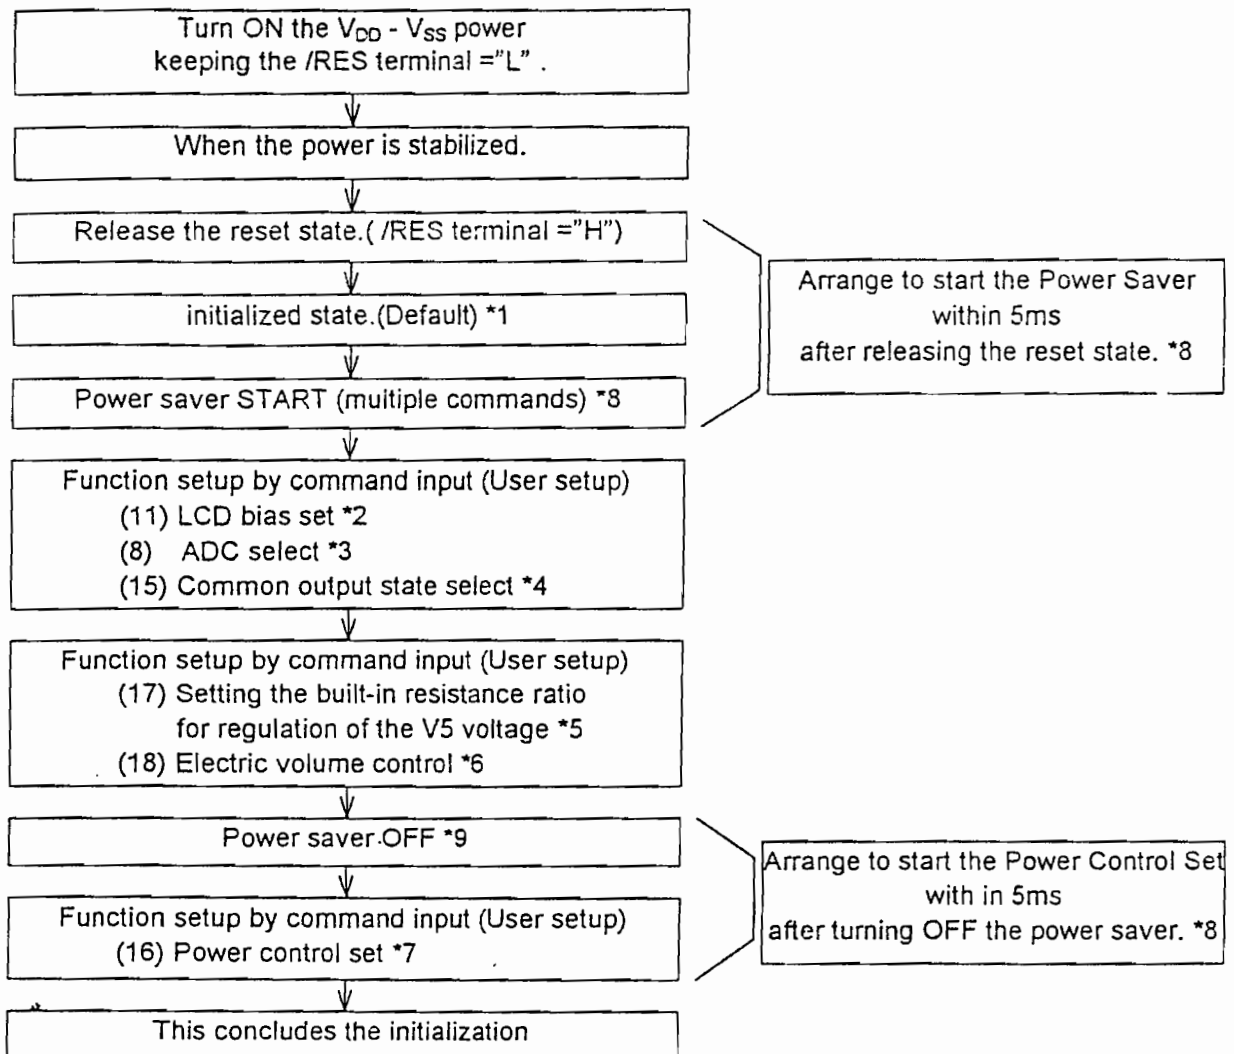 Turn ON the VDD - VSS power
keeping the /RES terminal ="L" .
When the power is stabilized.
Release the reset state.( /RES terminal ="H")
initialized state.(Default) *1
Power saver START (multiple commands) *8
Arrange to start the Power Saver
within 5ms
after releasing the reset state. *8
Function setup by command input (User setup)
(11) LCD bias set *2
(8) ADC select *3
(15) Common output state select *4
Function setup by command input (User setup)
(17) Setting the built-in resistance ratio
for regulation of the V5 voltage *5
(18) Electric volume control *6
Power saver OFF *9
Function setup by command input (User setup)
(16) Power control set *7
Arrange to start the Power Control Set
with in 5ms
after turning OFF the power saver. *8
This concludes the initialization